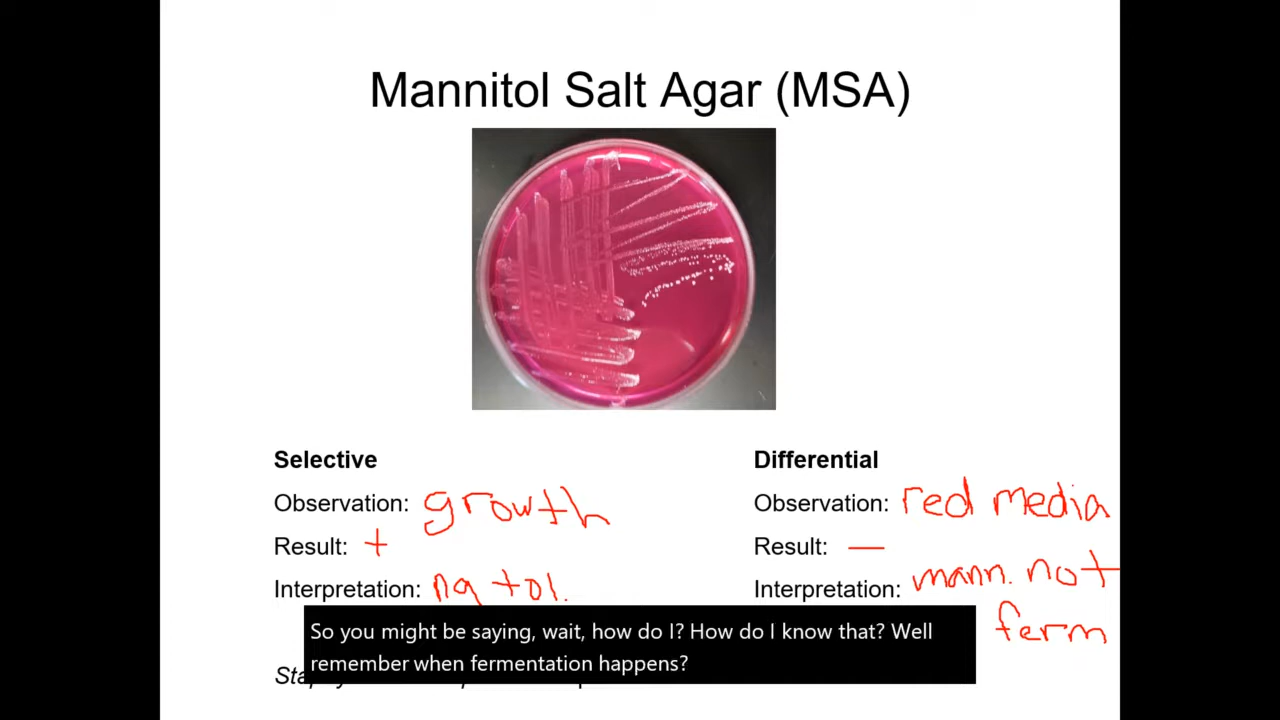 Mannitol Salt Agar (MSA)
Selective
Observation: growth
Result: +
Interpretation: na tol.
Differential
Observation: red media
Result: —
Interpretation: mann. not
ferm
So you might be saying, wait, how do I? How do I know that? Well
remember when fermentation happens?